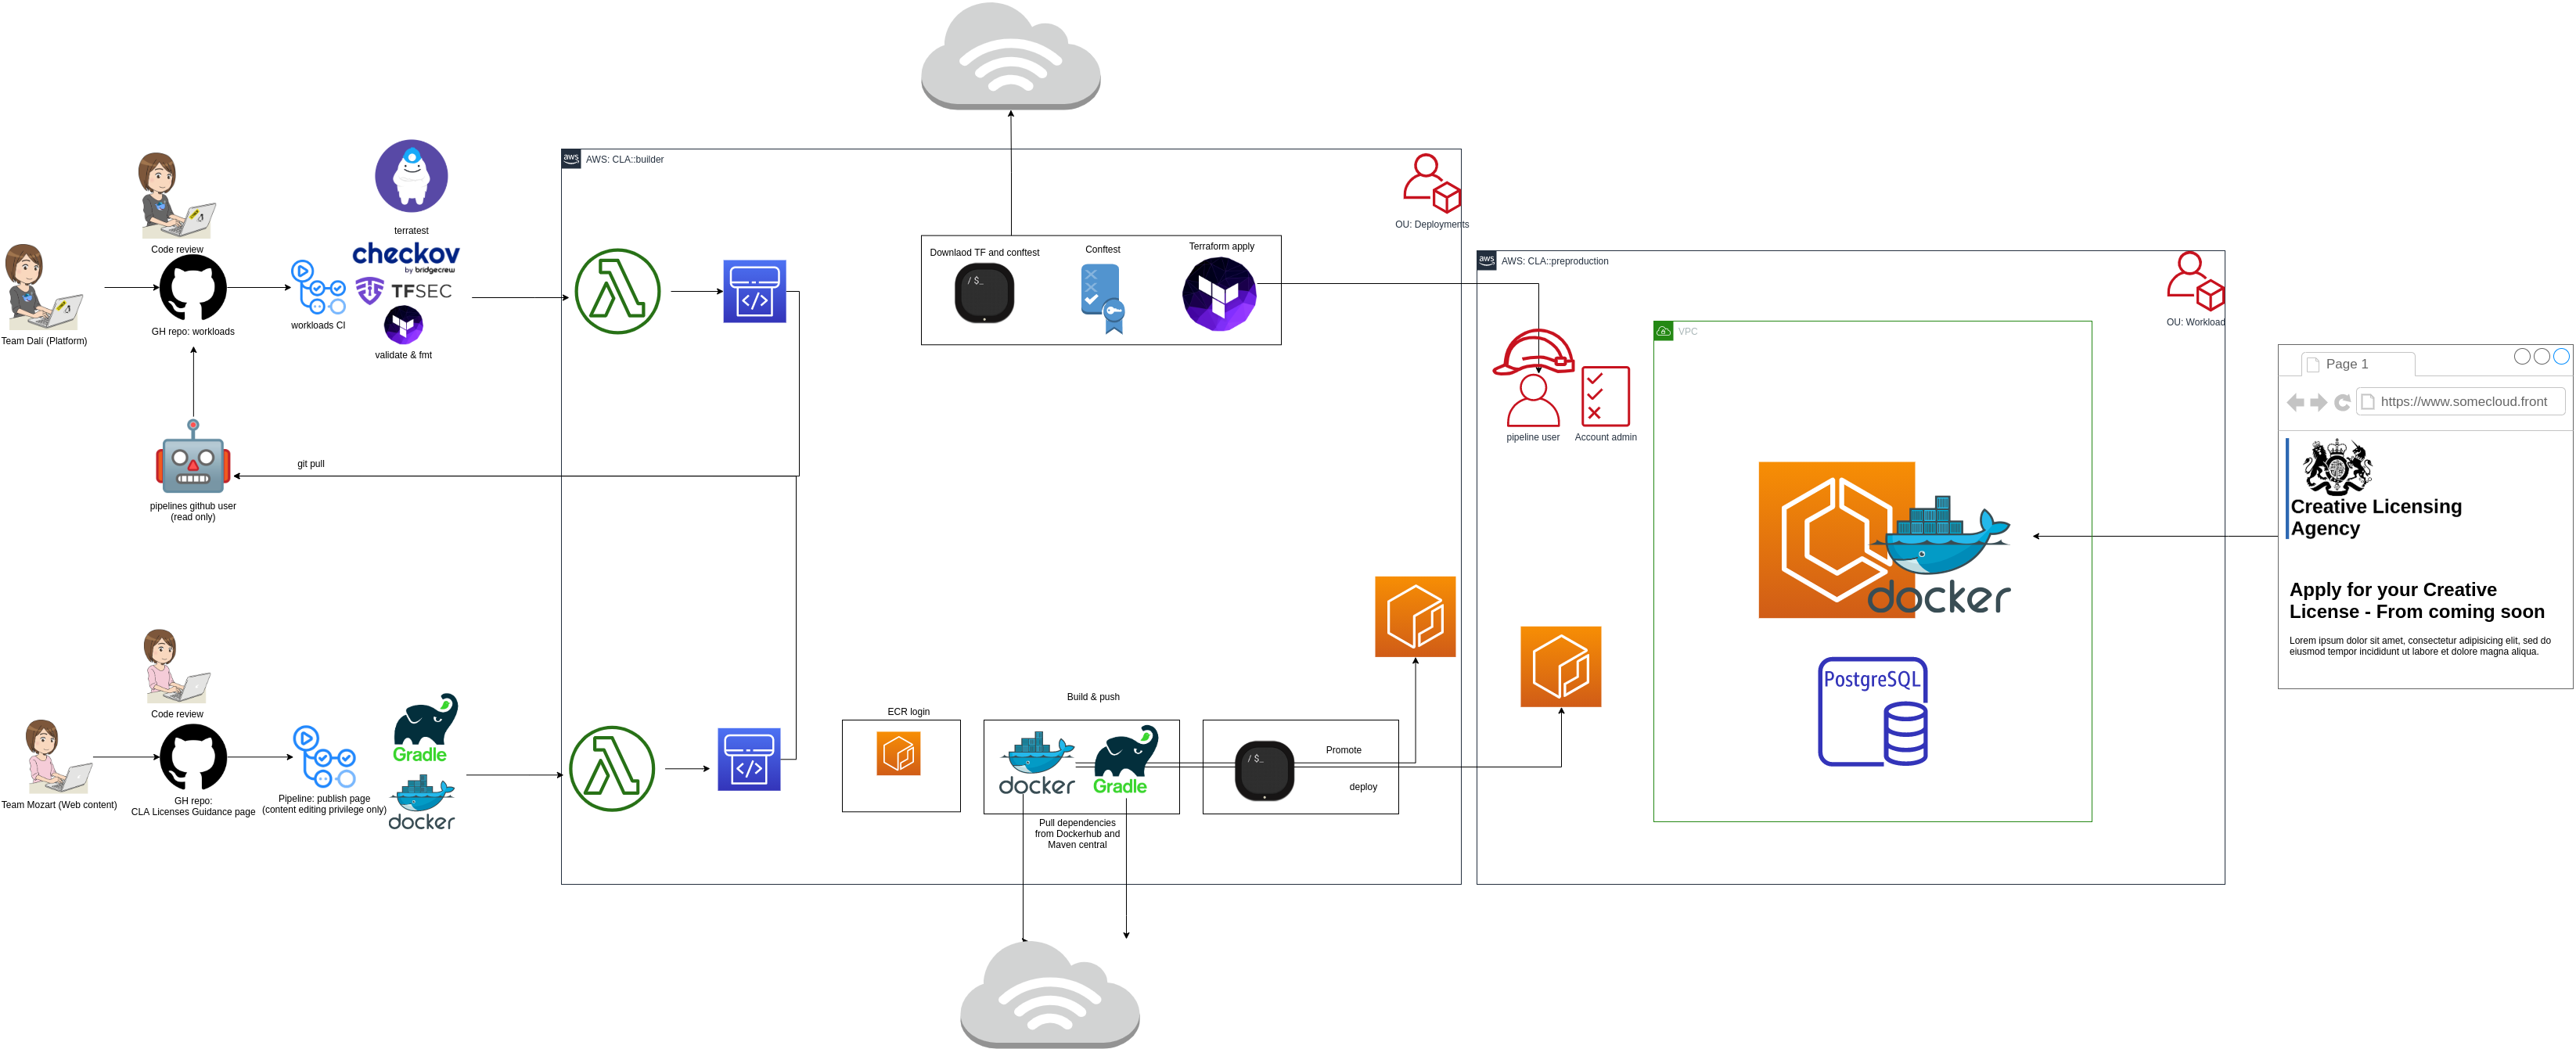 aws
AWS: CLA::builder
OU: Deployments
Code review
terratest
checkov
by bridgecrew
TFSEC
validate & fmt
Team Dalí (Platform)
GH repo: workloads
workloads CI
Downlaod TF and conftest
/ $_
Conftest
Terraform apply
aws
AWS: CLA::preproduction
OU: Workload
VPC
pipeline user
Account admin
git pull
pipelines github user
(read only)
Page 1
https://www.somecloud.front
Creative Licensing
Agency
Apply for your Creative
License - From coming soon
Lorem ipsum dolor sit amet, consectetur adipisicing elit, sed do
eiusmod tempor incididunt ut labore et dolore magna aliqua.
docker
PostgreSQL
Code review
Team Mozart (Web content)
GH repo:
CLA Licenses Guidance page
Pipeline: publish page
(content editing privilege only)
Gradle
docker
ECR login
Build & push
docker
Gradle
Pull dependencies
from Dockerhub and
Maven central
/ $_
Promote
deploy